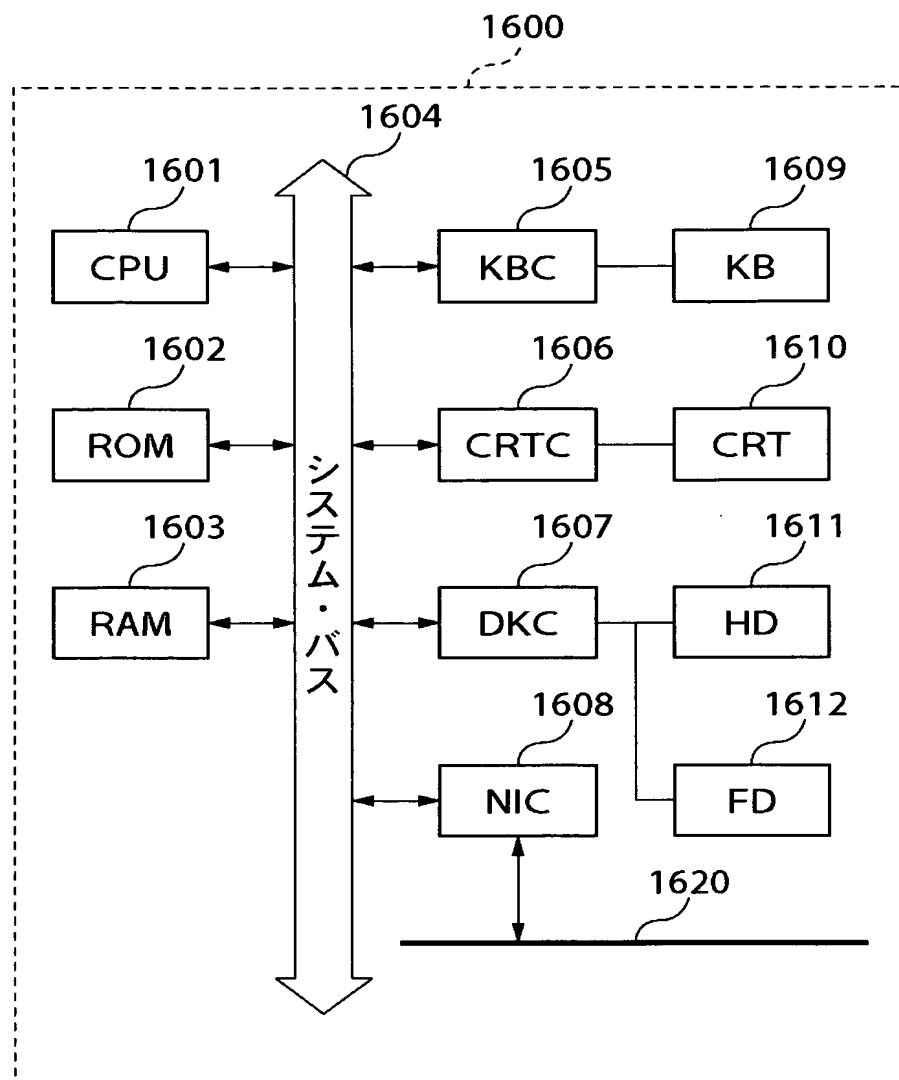 1600
1604
1601
1605
1609
CPU
KBC
KB
1602
1606
1610
ROM
CRTC
CRT
システム・バス
1603
1607
1611
RAM
DKC
HD
1608
1612
NIC
FD
1620